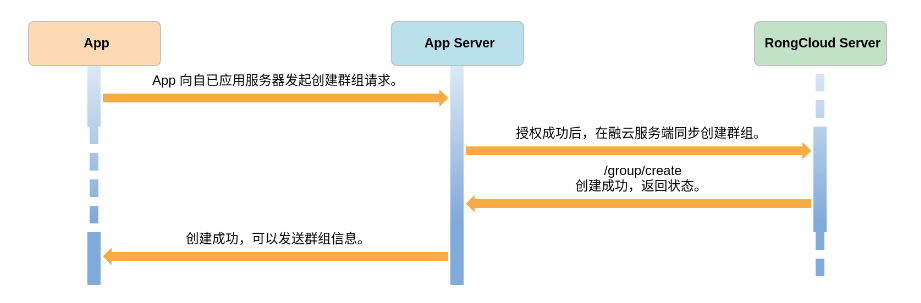 App
App Server
RongCloud Server
App 向自已应用服务器发起创建群组请求。
授权成功后，在融云服务端同步创建群组。
/group/create
创建成功，返回状态。
创建成功，可以发送群组信息。